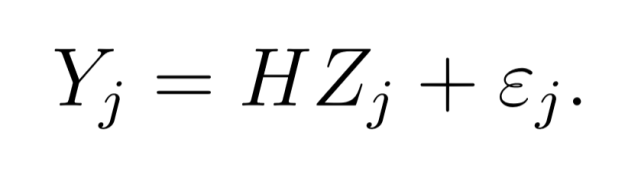 Y_j = HZ_j + ε_j.